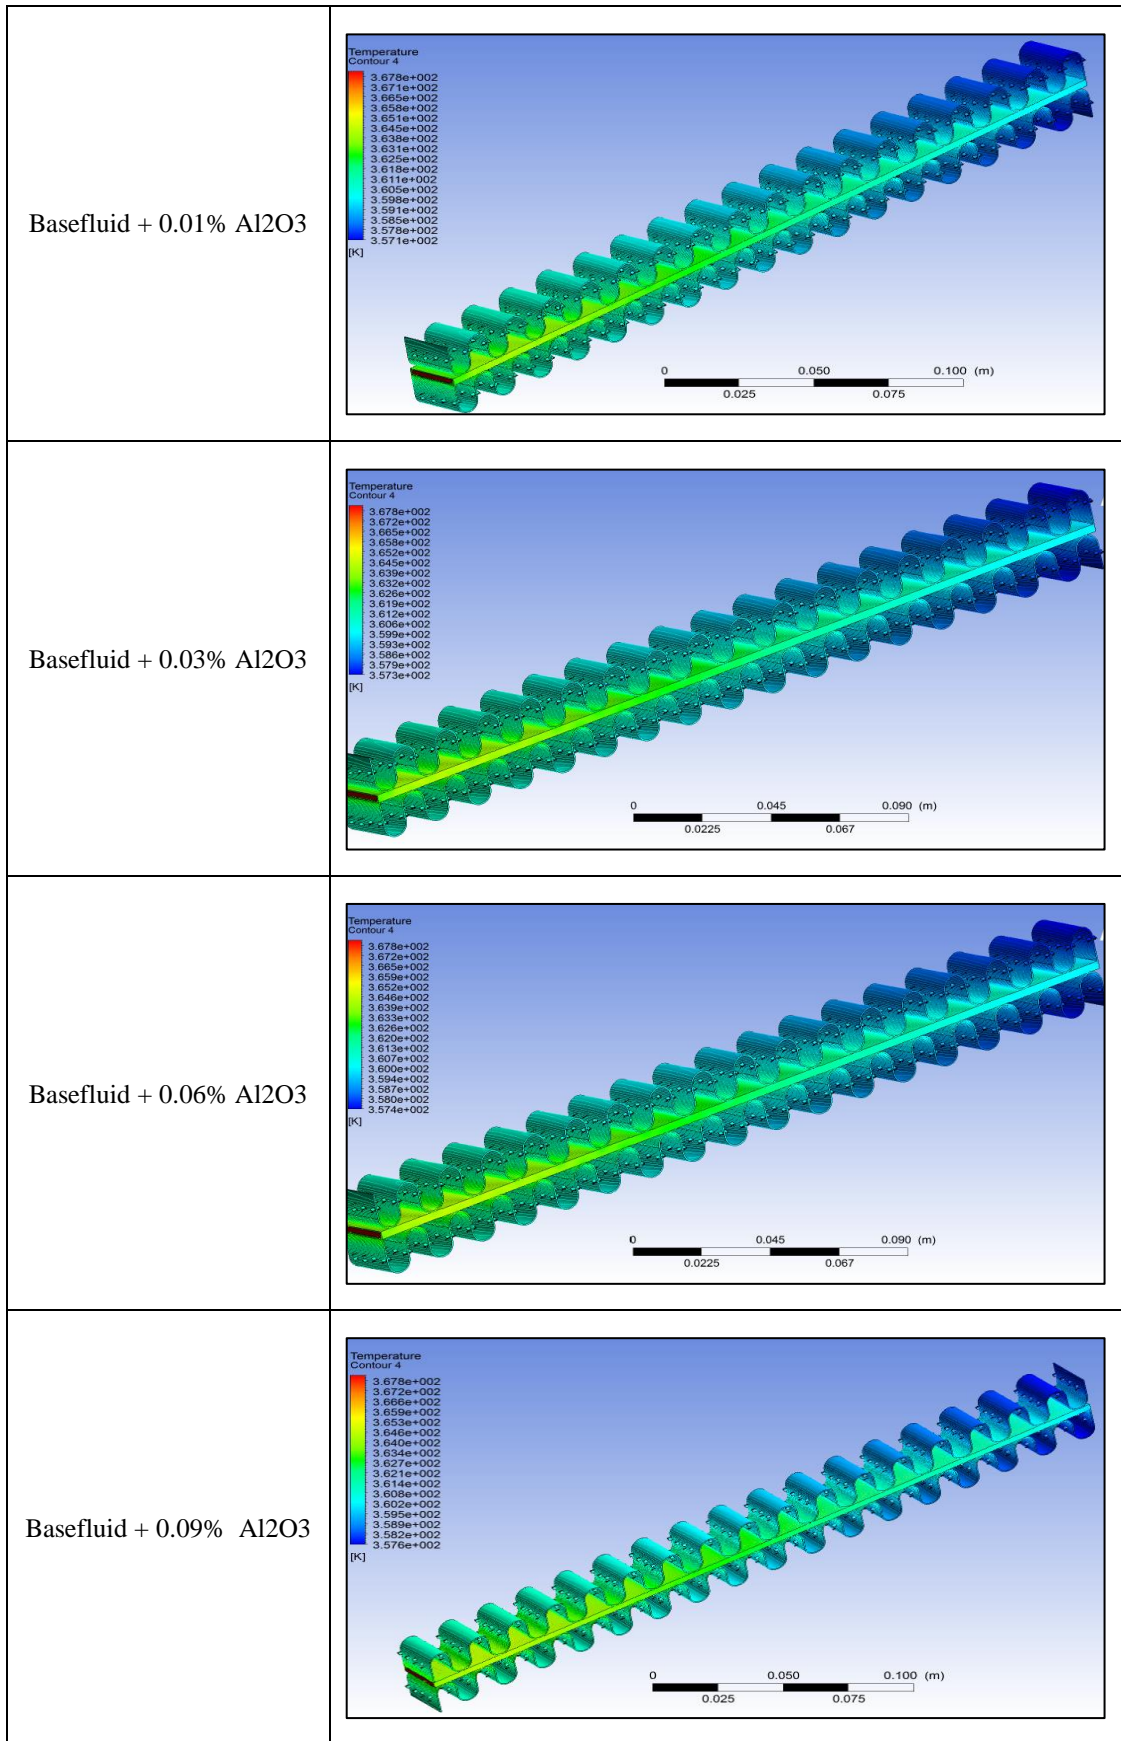 Basefluid + 0.01% Al2O3
Temperature
Contour 4
3.678e+002
3.671e+002
3.665e+002
3.658e+002
3.651e+002
3.645e+002
3.638e+002
3.631e+002
3.625e+002
3.618e+002
3.611e+002
3.605e+002
3.598e+002
3.591e+002
3.585e+002
3.578e+002
3.571e+002
[K]
0 0.050 0.100 (m)
0.025 0.075
Basefluid + 0.03% Al2O3
Temperature
Contour 4
3.678e+002
3.672e+002
3.665e+002
3.658e+002
3.652e+002
3.645e+002
3.639e+002
3.632e+002
3.626e+002
3.619e+002
3.612e+002
3.606e+002
3.599e+002
3.593e+002
3.586e+002
3.579e+002
3.573e+002
[K]
0 0.045 0.090 (m)
0.0225 0.067
Basefluid + 0.06% Al2O3
Temperature
Contour 4
3.678e+002
3.672e+002
3.665e+002
3.659e+002
3.652e+002
3.646e+002
3.639e+002
3.633e+002
3.626e+002
3.620e+002
3.613e+002
3.607e+002
3.600e+002
3.594e+002
3.587e+002
3.580e+002
3.574e+002
[K]
0 0.045 0.090 (m)
0.0225 0.067
Basefluid + 0.09% Al2O3
Temperature
Contour 4
3.678e+002
3.672e+002
3.666e+002
3.659e+002
3.653e+002
3.646e+002
3.640e+002
3.634e+002
3.627e+002
3.621e+002
3.614e+002
3.608e+002
3.602e+002
3.595e+002
3.589e+002
3.582e+002
3.576e+002
[K]
0 0.050 0.100 (m)
0.025 0.075